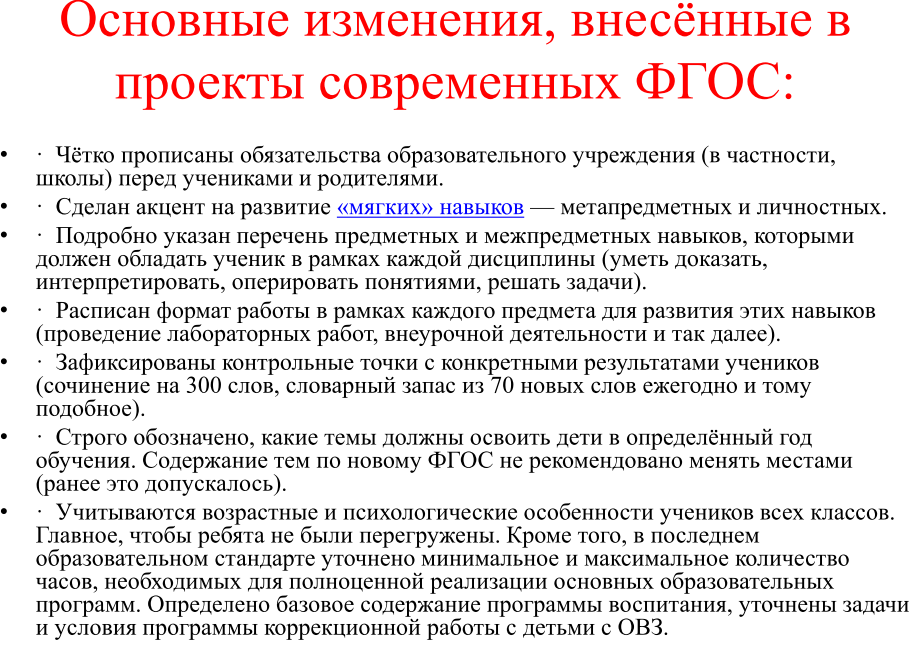 Основные изменения, внесённые в
проекты современных ФГОС:
• · Чётко прописаны обязательства образовательного учреждения (в частности,
школы) перед учениками и родителями.
• · Сделан акцент на развитие «мягких» навыков — метапредметных и личностных.
• · Подробно указан перечень предметных и межпредметных навыков, которыми
должен обладать ученик в рамках каждой дисциплины (уметь доказать,
интерпретировать, оперировать понятиями, решать задачи).
• · Расписан формат работы в рамках каждого предмета для развития этих навыков
(проведение лабораторных работ, внеурочной деятельности и так далее).
• · Зафиксированы контрольные точки с конкретными результатами учеников
(сочинение на 300 слов, словарный запас из 70 новых слов ежегодно и тому
подобное).
• · Строго обозначено, какие темы должны освоить дети в определённый год
обучения. Содержание тем по новому ФГОС не рекомендовано менять местами
(ранее это допускалось).
• · Учитываются возрастные и психологические особенности учеников всех классов.
Главное, чтобы ребята не были перегружены. Кроме того, в последнем
образовательном стандарте уточнено минимальное и максимальное количество
часов, необходимых для полноценной реализации основных образовательных
программ. Определено базовое содержание программы воспитания, уточнены задачи
и условия программы коррекционной работы с детьми с ОВЗ.